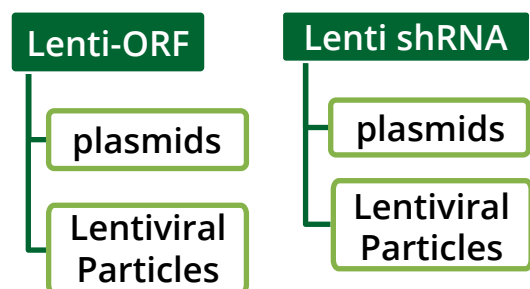 Lenti-ORF
plasmids
Lentiviral
Particles
Lenti shRNA
plasmids
Lentiviral
Particles